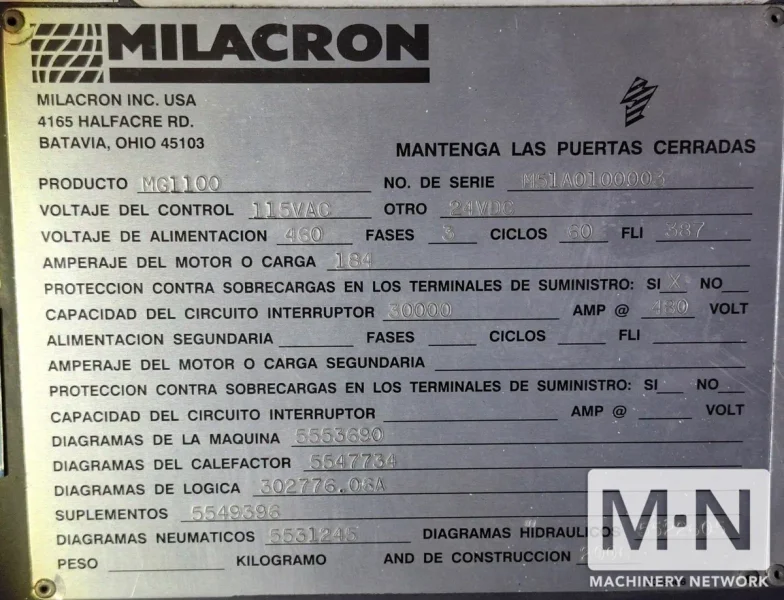 MILACRON
MILACRON INC. USA
4165 HALFACRE RD.
BATAVIA, OHIO 45103
MANTENGA LAS PUERTAS CERRADAS
PRODUCTO MG1100 NO. DE SERIE
VOLTAJE DEL CONTROL 115VAC OTRO 24VDC
VOLTAJE DE ALIMENTACION 460 FASES 3 CICLOS 60 FLI 387
AMPERAJE DEL MOTOR O CARGA 184
PROTECCION CONTRA SOBRECARGAS EN LOS TERMINALES DE SUMINISTRO: SI X NO
CAPACIDAD DEL CIRCUITO INTERRUPTOR 30000 AMP @ 480 VOLT
ALIMENTACION SEGUNDARIA FASES CICLOS FLI
AMPERAJE DEL MOTOR O CARGA SEGUNDARIA
PROTECCION CONTRA SOBRECARGAS EN LOS TERMINALES DE SUMINISTRO: SI NO
CAPACIDAD DEL CIRCUITO INTERRUPTOR AMP @ VOLT
DIAGRAMAS DE LA MAQUINA 5553690
DIAGRAMAS DEL CALEFACTOR 5547734
DIAGRAMAS DE LOGICA 302776.08A
SUPLEMENTOS 5549396
DIAGRAMAS NEUMATICOS 5531245 DIAGRAMAS HIDRAULICOS
PESO KILOGRAMO AND DE CONSTRUCCION
M·N
MACHINERY NETWORK